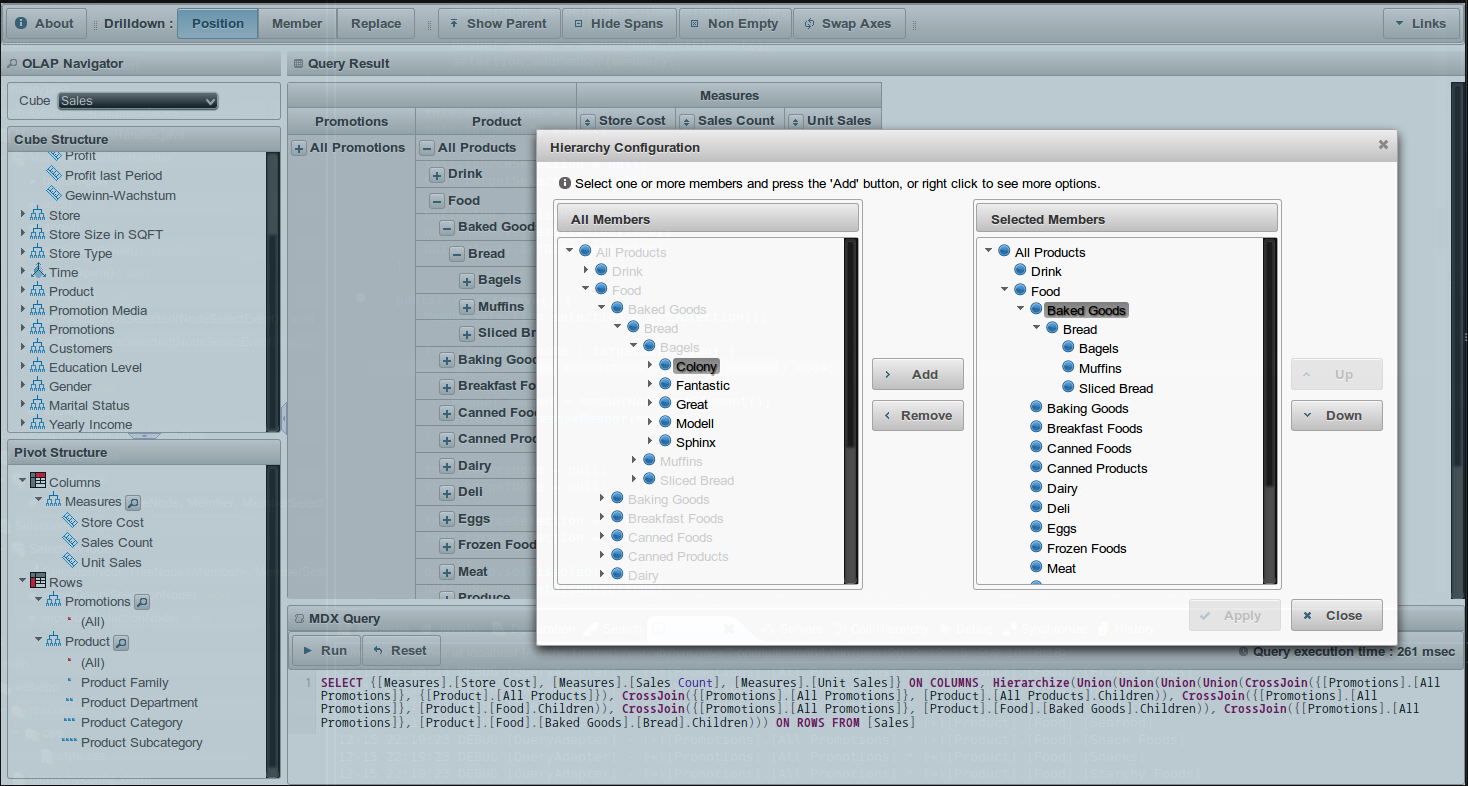 About Drilldown : Position Member Replace Show Parent Hide Spans Non Empty Swap Axes Links
OLAP Navigator
Cube Sales
Cube Structure
Profit
Profit last Period
Gewinn-Wachstum
Store
Store Size in SQFT
Store Type
Time
Product
Promotion Media
Promotions
Customers
Education Level
Gender
Marital Status
Yearly Income
Pivot Structure
Columns
Measures
Store Cost
Sales Count
Unit Sales
Rows
Promotions
(All)
Product
(All)
Product Family
Product Department
Product Category
Product Subcategory
Query Result
Measures
Promotions Product Store Cost Sales Count Unit Sales
All Promotions All Products
Drink
Food
Baked Good
Bread
Bagels
Muffins
Sliced Br
Baking Good
Breakfast Fo
Canned Food
Canned Prod
Dairy
Deli
Eggs
Frozen Food
Meat
Produce
Hierarchy Configuration
Select one or more members and press the 'Add' button, or right click to see more options.
All Members
All Products
Drink
Food
Baked Goods
Bread
Bagels
Colony
Fantastic
Great
Modell
Sphinx
Muffins
Sliced Bread
Baking Goods
Breakfast Foods
Canned Foods
Canned Products
Dairy
Add
Remove
Selected Members
All Products
Drink
Food
Baked Goods
Bread
Bagels
Muffins
Sliced Bread
Baking Goods
Breakfast Foods
Canned Foods
Canned Products
Dairy
Deli
Eggs
Frozen Foods
Meat
Up
Down
Apply Close
MDX Query
Run Reset
Query execution time : 261 msec
1 SELECT {[Measures].[Store Cost], [Measures].[Sales Count], [Measures].[Unit Sales]} ON COLUMNS, Hierarchize(Union(Union(Union(Union(CrossJoin({[Promotions].[All
Promotions]}, {[Product].[All Products]}), CrossJoin({[Promotions].[All Promotions]}, [Product].[All Products].Children)), CrossJoin({[Promotions].[All
Promotions]}, [Product].[Food].Children)), CrossJoin({[Promotions].[All Promotions]}, [Product].[Food].[Baked Goods].Children)), CrossJoin({[Promotions].[All
Promotions]}, [Product].[Food].[Baked Goods].[Bread].Children))) ON ROWS FROM [Sales]